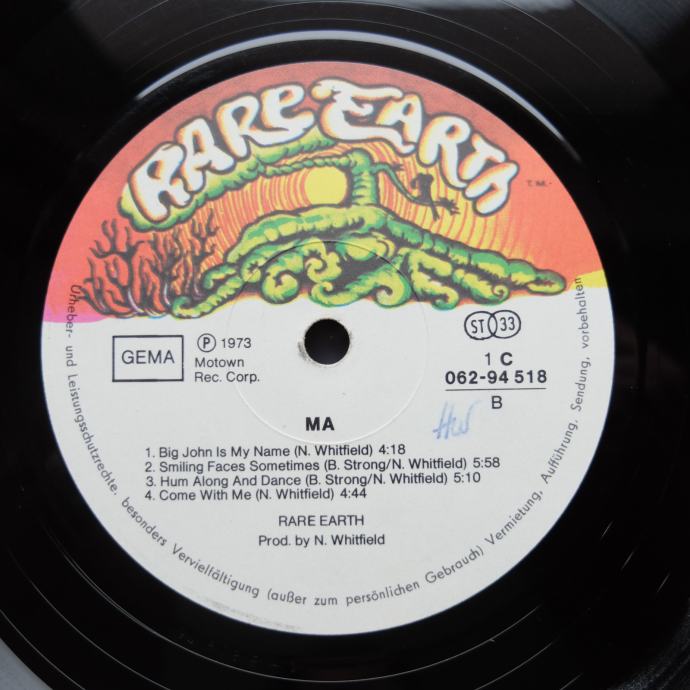 RARE EARTH
T.M.
GEMA
Ⓟ 1973
Motown
Rec. Corp.
ST 33
1 C
062-94 518
B
HW
MA
1. Big John Is My Name (N. Whitfield) 4:18
2. Smiling Faces Sometimes (B. Strong/N. Whitfield) 5:58
3. Hum Along And Dance (B. Strong/N. Whitfield) 5:10
4. Come With Me (N. Whitfield) 4:44
RARE EARTH
Prod. by N. Whitfield
Urheber- und Leistungsschutzrechte. besonders Vervielfältigung (außer zum persönlichen Gebrauch) Vermietung, Aufführung, Sendung, vorbehalten